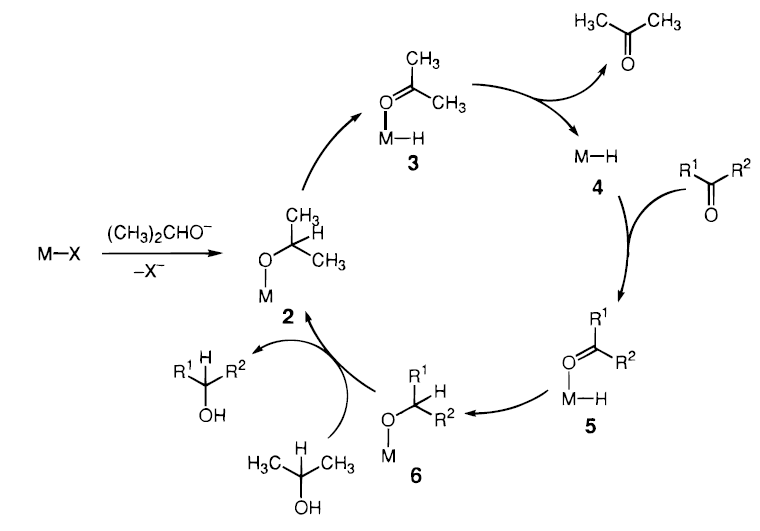 H₃C CH₃
O
CH₃
O CH₃
M–H
3
M–H
4
R¹ R²
O
(CH₃)₂CHO⁻
M–X
–X⁻
CH₃
H
O CH₃
M
2
R¹
O R²
M–H
5
R¹
H
O R²
M
6
H
R¹ R²
OH
H
H₃C CH₃
OH